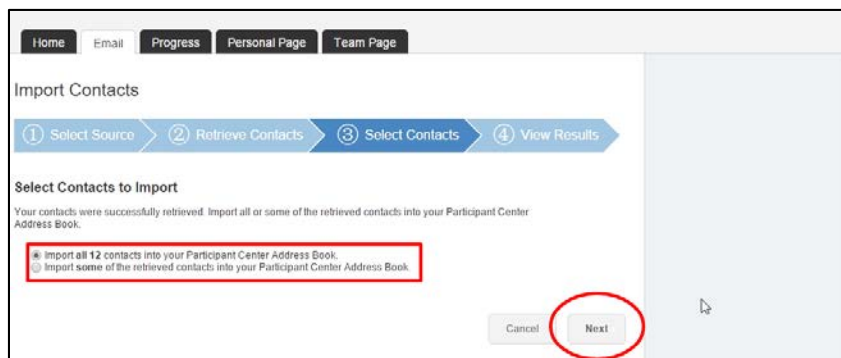 Home Email Progress Personal Page Team Page
Import Contacts
1 Select Source 2 Retrieve Contacts 3 Select Contacts 4 View Results
Select Contacts to Import
Your contacts were successfully retrieved. Import all or some of the retrieved contacts into your Participant Center
Address Book.
Import all 12 contacts into your Participant Center Address Book.
Import some of the retrieved contacts into your Participant Center Address Book.
Cancel Next